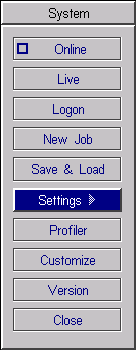 System
Online
Live
Logon
New Job
Save & Load
Settings
Profiler
Customize
Version
Close